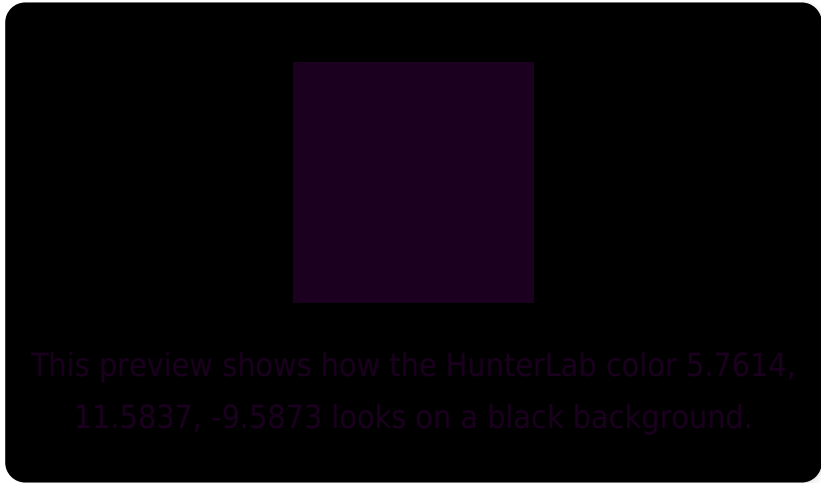 This preview shows how the HunterLab color 5.7614,
11.5837, -9.5873 looks on a black background.